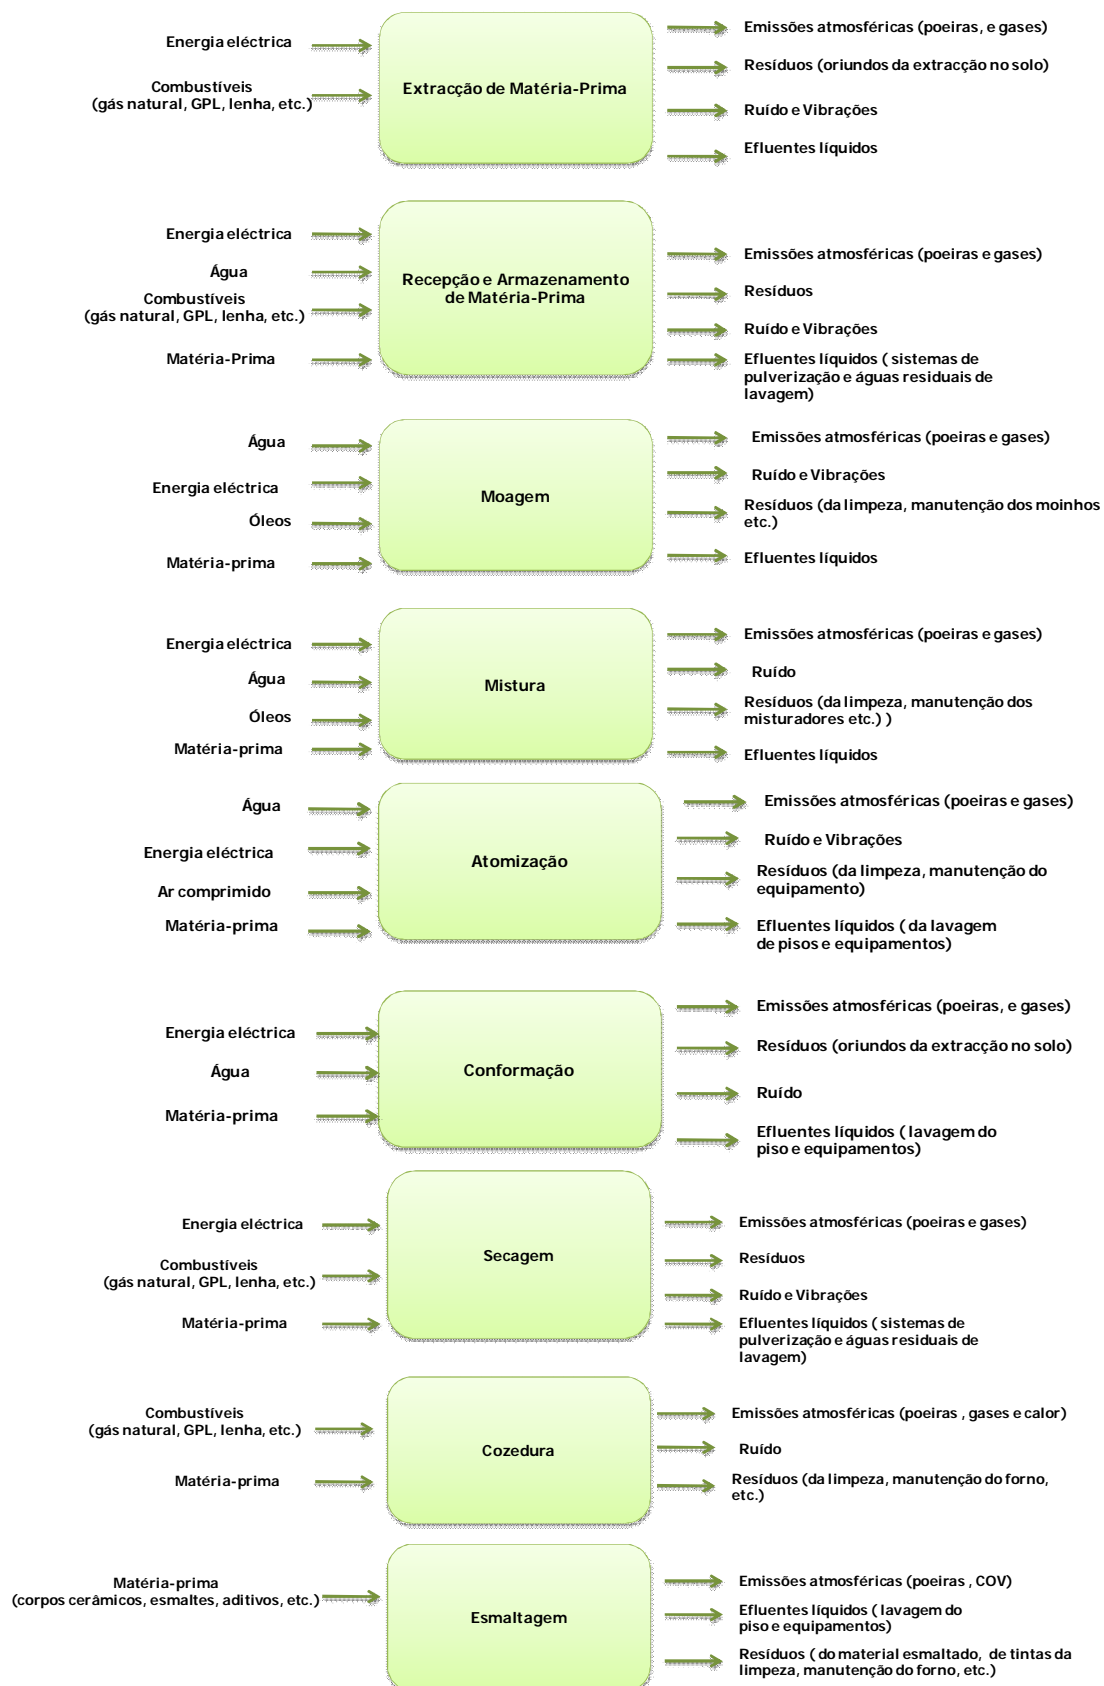 Energia eléctrica
Combustíveis
(gás natural, GPL, lenha, etc.)
Extracção de Matéria-Prima
Emissões atmosféricas (poeiras, e gases)
Resíduos (oriundos da extracção no solo)
Ruído e Vibrações
Efluentes líquidos
Energia eléctrica
Água
Combustíveis
(gás natural, GPL, lenha, etc.)
Matéria-Prima
Recepção e Armazenamento
de Matéria-Prima
Emissões atmosféricas (poeiras e gases)
Resíduos
Ruído e Vibrações
Efluentes líquidos ( sistemas de
pulverização e águas residuais de
lavagem)
Água
Energia eléctrica
Óleos
Matéria-prima
Moagem
Emissões atmosféricas (poeiras e gases)
Ruído e Vibrações
Resíduos (da limpeza, manutenção dos moinhos
etc.)
Efluentes líquidos
Energia eléctrica
Água
Óleos
Matéria-prima
Mistura
Emissões atmosféricas (poeiras e gases)
Ruído
Resíduos (da limpeza, manutenção dos
misturadores etc.) )
Efluentes líquidos
Água
Energia eléctrica
Ar comprimido
Matéria-prima
Atomização
Emissões atmosféricas (poeiras e gases)
Ruído e Vibrações
Resíduos (da limpeza, manutenção do
equipamento)
Efluentes líquidos ( da lavagem
de pisos e equipamentos)
Energia eléctrica
Água
Matéria-prima
Conformação
Emissões atmosféricas (poeiras, e gases)
Resíduos (oriundos da extracção no solo)
Ruído
Efluentes líquidos ( lavagem do
piso e equipamentos)
Energia eléctrica
Combustíveis
(gás natural, GPL, lenha, etc.)
Matéria-prima
Secagem
Emissões atmosféricas (poeiras e gases)
Resíduos
Ruído e Vibrações
Efluentes líquidos ( sistemas de
pulverização e águas residuais de
lavagem)
Combustíveis
(gás natural, GPL, lenha, etc.)
Matéria-prima
Cozedura
Emissões atmosféricas (poeiras , gases e calor)
Ruído
Resíduos (da limpeza, manutenção do forno,
etc.)
Matéria-prima
(corpos cerâmicos, esmaltes, aditivos, etc.)
Esmaltagem
Emissões atmosféricas (poeiras , COV)
Efluentes líquidos ( lavagem do
piso e equipamentos)
Resíduos ( do material esmaltado, de tintas da
limpeza, manutenção do forno, etc.)